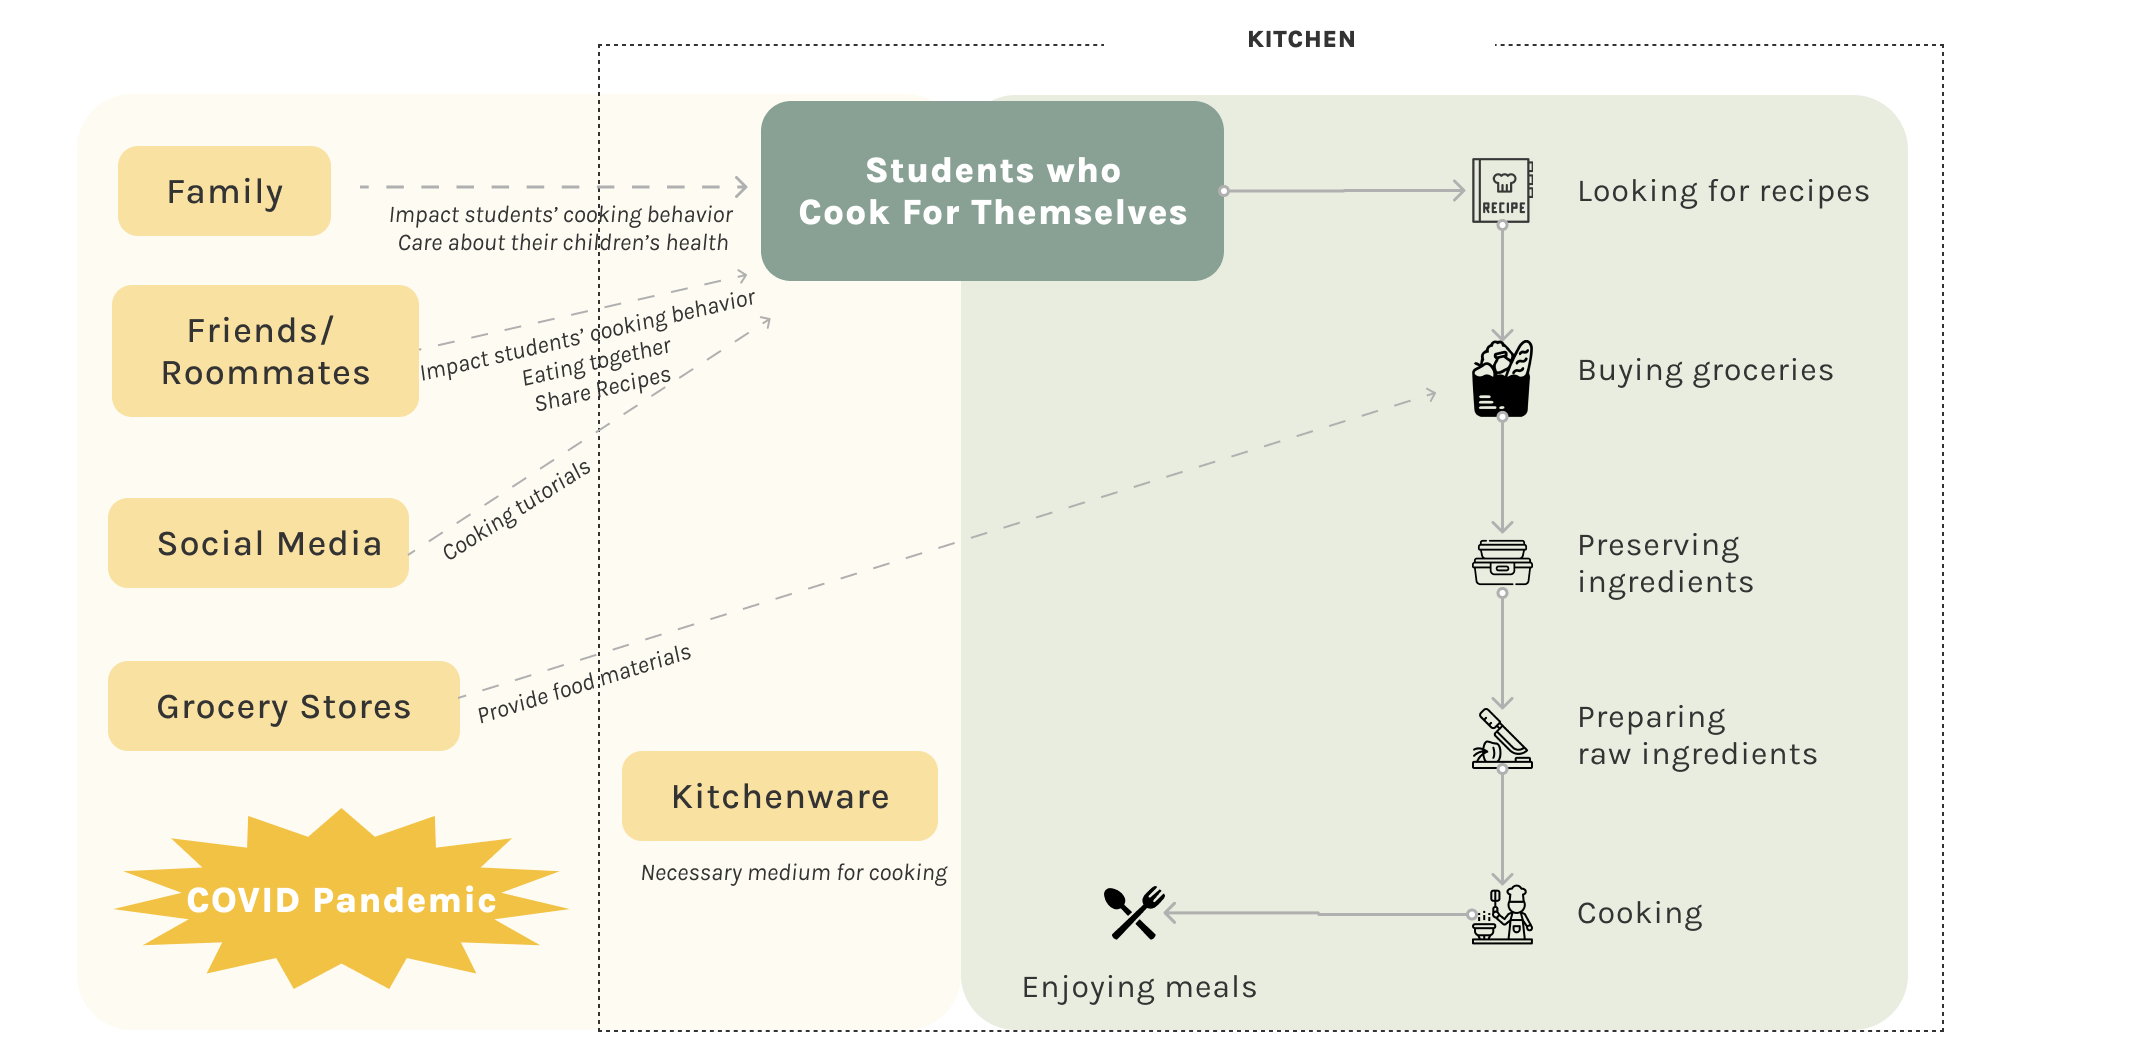 KITCHEN
Family
Impact students’ cooking behavior
Care about their children’s health
Students who
Cook For Themselves
Friends/
Roommates
Impact students’ cooking behavior
Eating together
Share Recipes
Social Media
Cooking tutorials
Grocery Stores
Provide food materials
Kitchenware
Necessary medium for cooking
COVID Pandemic
RECIPE
Looking for recipes
Buying groceries
Preserving
ingredients
Preparing
raw ingredients
Cooking
Enjoying meals